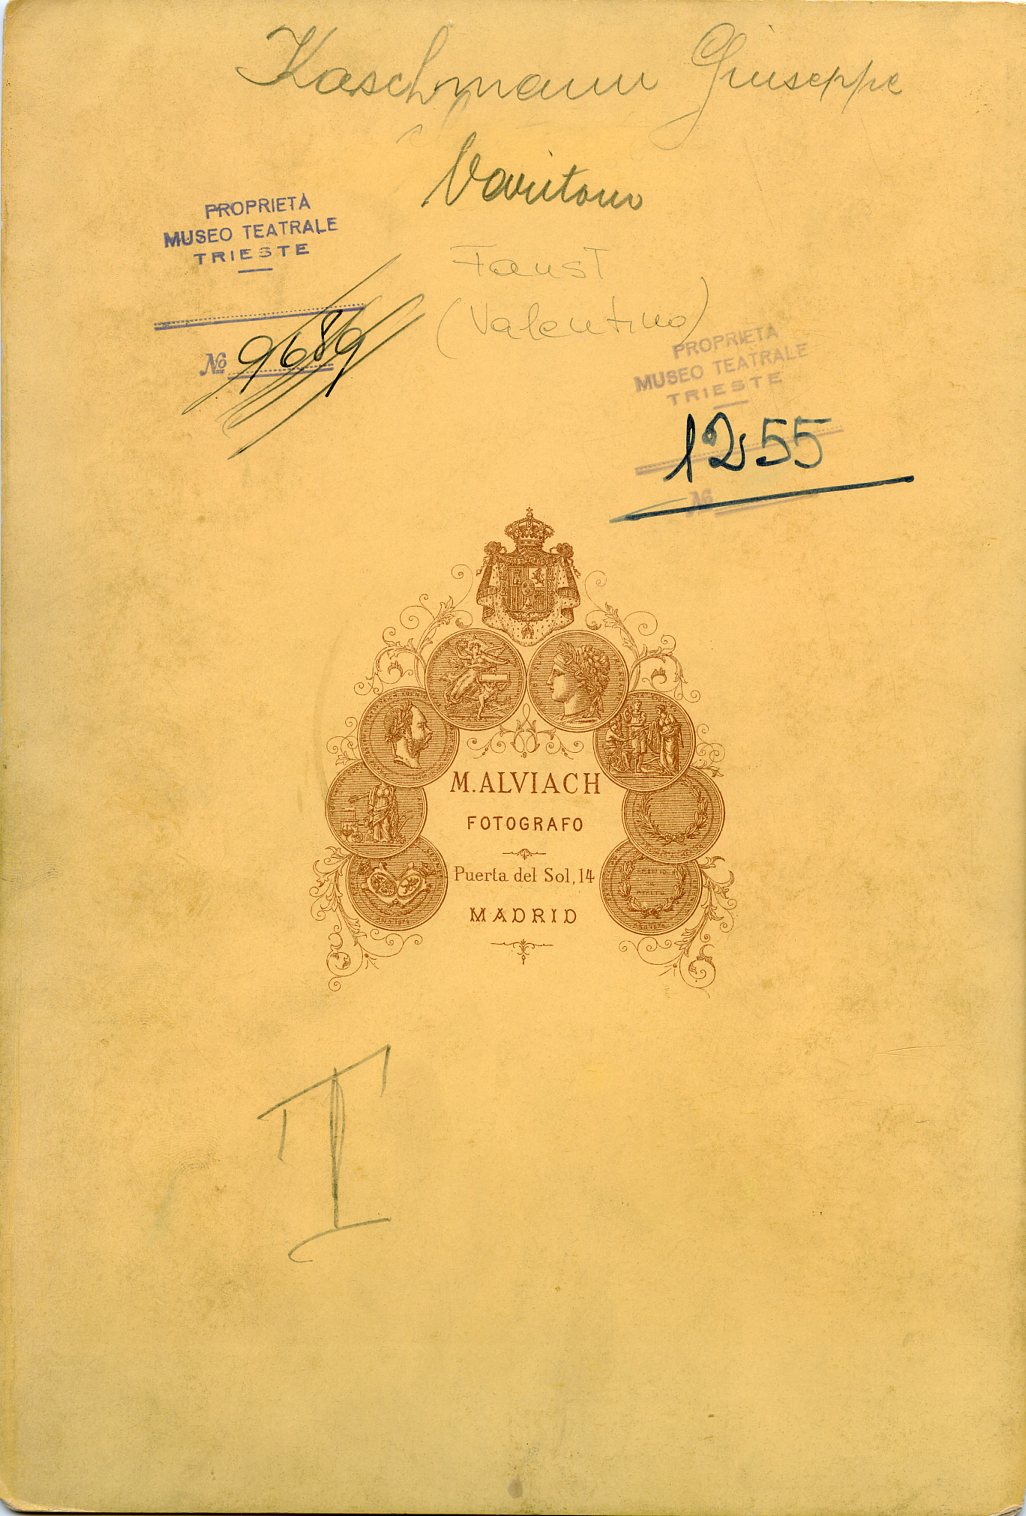 Kaschmann Giuseppe
Baritono
Faust
(Valentino)
PROPRIETÀ
MUSEO TEATRALE
TRIESTE
№ 9689
PROPRIETÀ
MUSEO TEATRALE
TRIESTE
1255
№
M. ALVIACH
FOTOGRAFO
Puerta del Sol, 14
MADRID
T